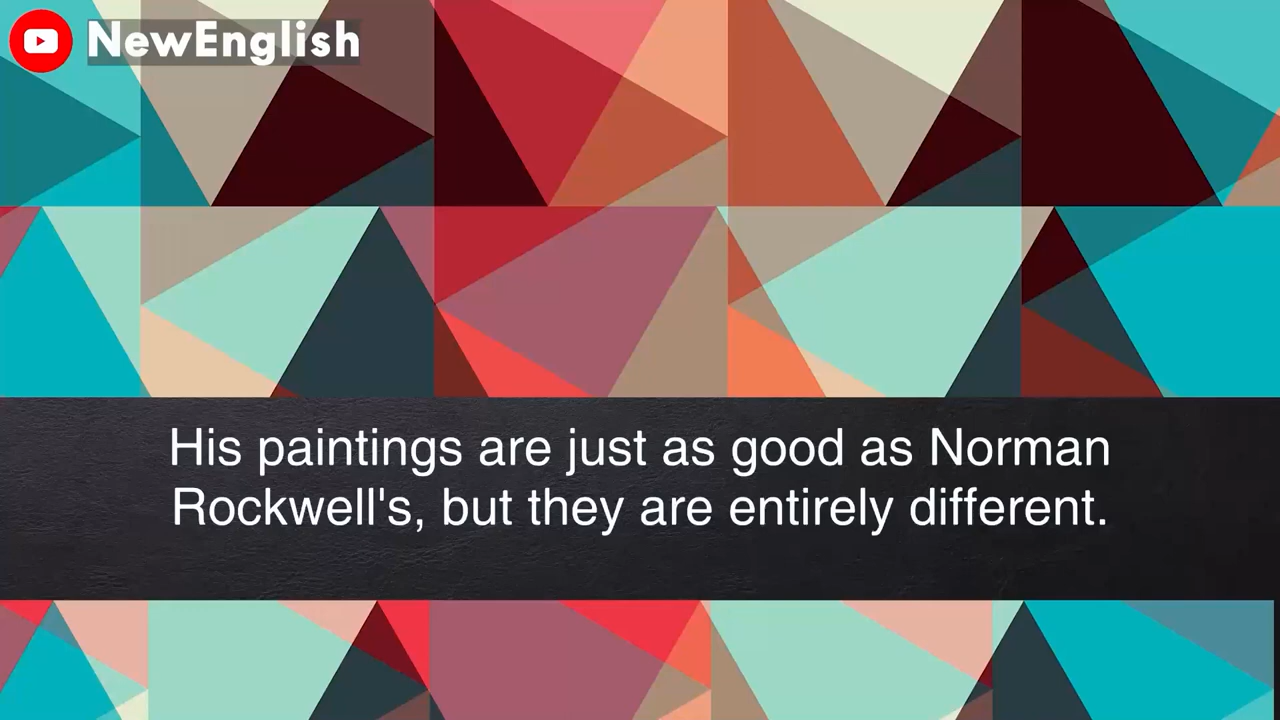 NewEnglish
His paintings are just as good as Norman
Rockwell's, but they are entirely different.